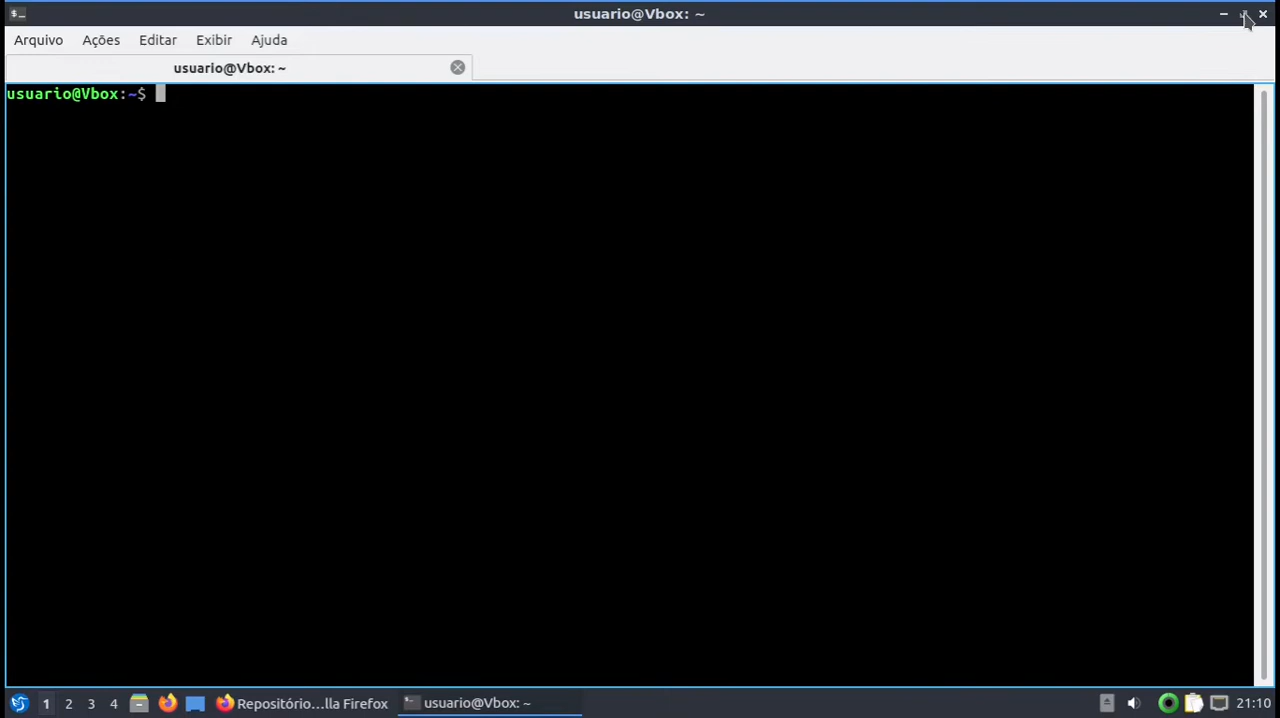 usuario@Vbox: ~
Arquivo Ações Editar Exibir Ajuda
usuario@Vbox: ~
usuario@Vbox:~$
1 2 3 4 Repositório...lla Firefox usuario@Vbox: ~ 21:10